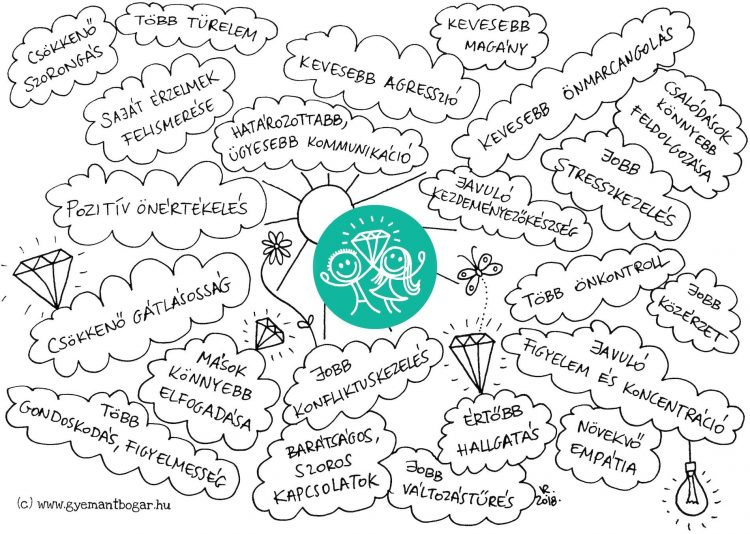 CSÖKKENŐ
SZORONGÁS
TÖBB TÜRELEM
KEVESEBB
MAGÁNY
KEVESEBB AGRESSZIÓ
KEVESEBB ÖNMARCANGOLÁS
SAJÁT ÉRZELMEK
FELISMERÉSE
HATÁROZOTTABB,
ÜGYESEBB KOMMUNIKÁCIÓ
CSALÓDÁSOK
KÖNNYEBB
FELDOLGOZÁSA
JOBB
STRESSZKEZELÉS
POZITÍV ÖNÉRTÉKELÉS
JAVULÓ
KEZDEMÉNYEZŐKÉSZSÉG
CSÖKKENŐ GÁTLÁSOSSÁG
TÖBB ÖNKONTROLL
JOBB
KÖZÉRZET
MÁSOK
KÖNNYEBB
ELFOGADÁSA
JOBB
KONFLIKTUSKEZELÉS
JAVULÓ
FIGYELEM ÉS KONCENTRÁCIÓ
TÖBB
GONDOSKODÁS, FIGYELMESSÉG
BARÁTSÁGOS,
SZOROS
KAPCSOLATOK
ÉRTŐBB
HALLGATÁS
NÖVEKVŐ
EMPÁTIA
JOBB
VÁLTOZÁSTŰRÉS
VR
2018.
(c) www.gyemantbogar.hu